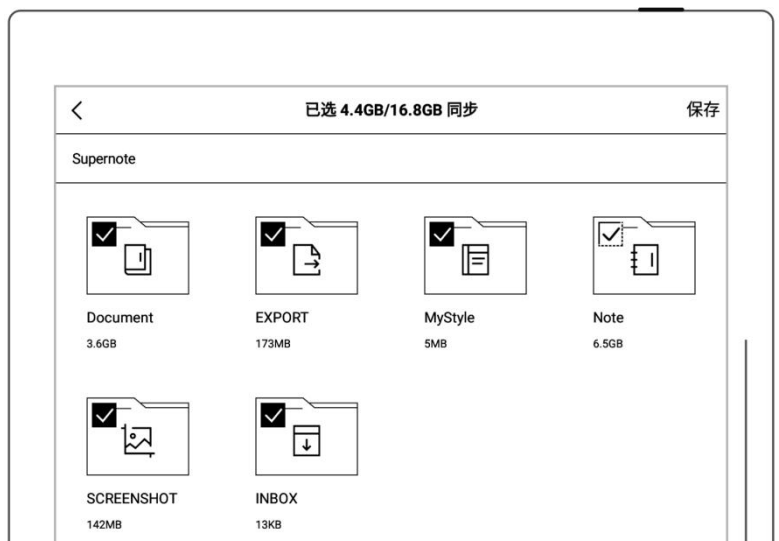 已选 4.4GB/16.8GB 同步
保存
Supernote
Document
EXPORT
MyStyle
Note
3.6GB
173MB
5MB
6.5GB
SCREENSHOT
INBOX
142MB
13KB